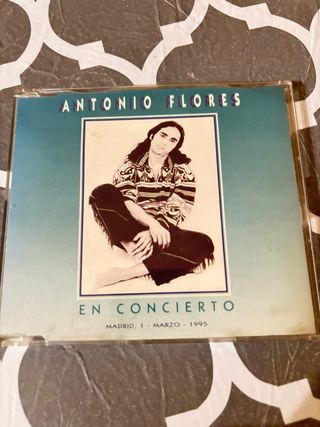 ANTONIO FLORES
EN CONCIERTO
MADRID, 1 - MARZO - 1995